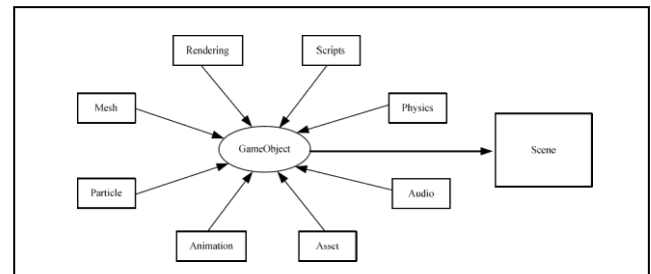 Rendering
Scripts
Mesh
Physics
GameObject
Scene
Particle
Audio
Animation
Asset